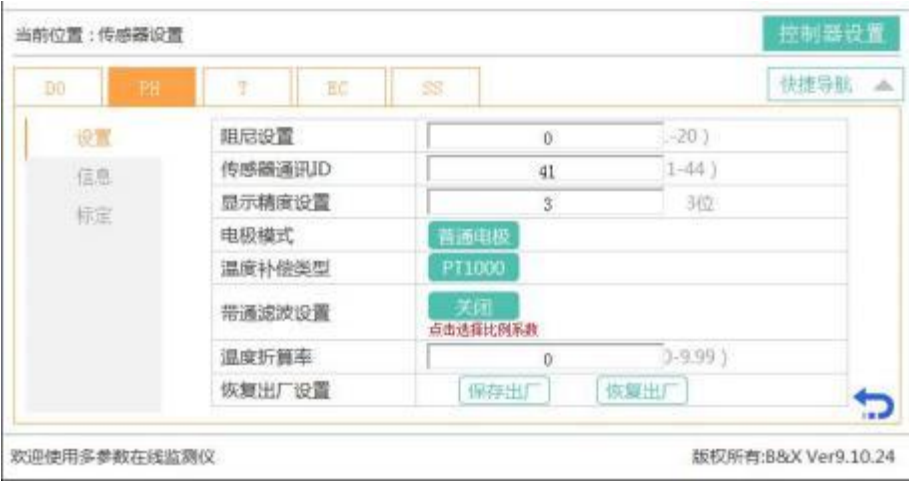 当前位置：传感器设置
控制器设置
DO PH T EC SS
快捷导航
设置
信息
标定
阻尼设置 0 -20 )
传感器通讯ID 41 1-44 )
显示精度设置 3 3位
电极模式 普通电极
温度补偿类型 PT1000
带通滤波设置 关闭
点击选择比例系数
温度折算率 0 0-9.99 )
恢复出厂设置 保存出厂 恢复出厂
欢迎使用多参数在线监测仪
版权所有:B&X Ver9.10.24